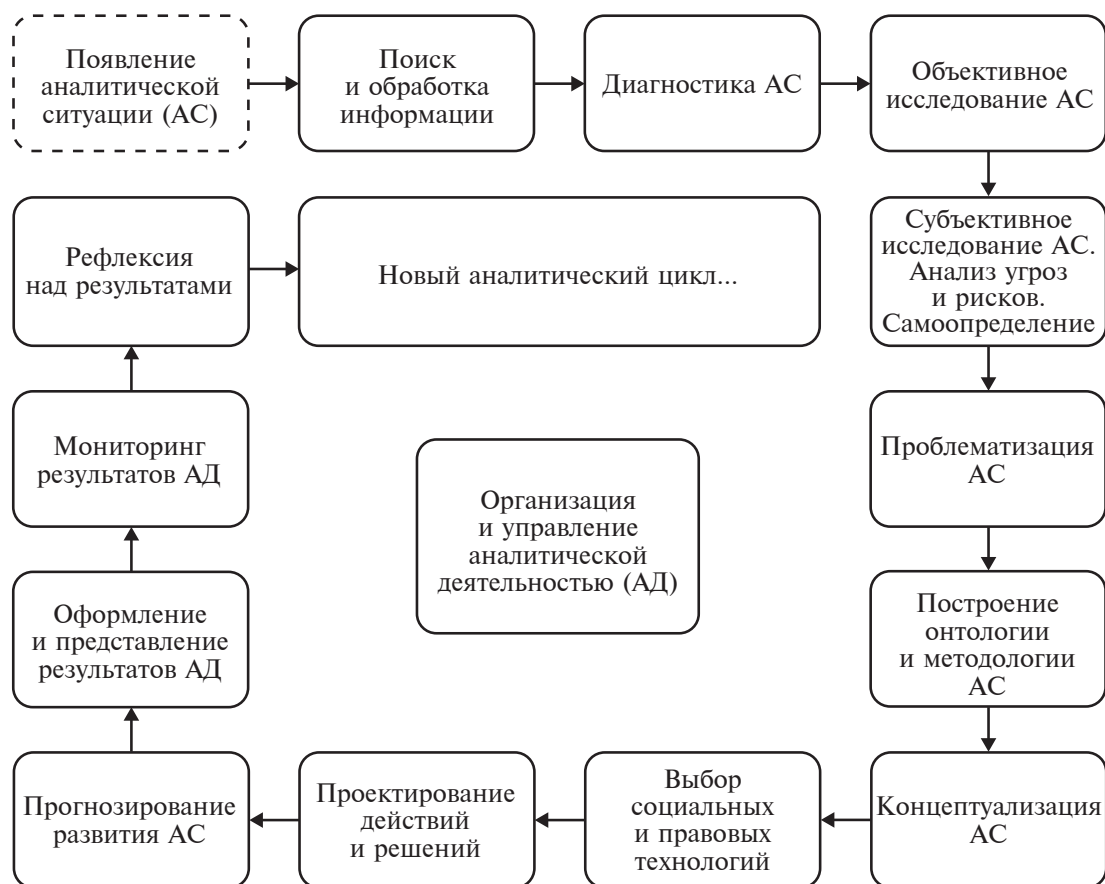 Появление
аналитической
ситуации (АС)
Поиск
и обработка
информации
Диагностика АС
Объективное
исследование АС
Субъективное
исследование АС.
Анализ угроз
и рисков.
Самоопределение
Рефлексия
над результатами
Новый аналитический цикл...
Мониторинг
результатов АД
Организация
и управление
аналитической
деятельностью (АД)
Проблематизация
АС
Оформление
и представление
результатов АД
Построение
онтологии
и методологии
АС
Прогнозирование
развития АС
Проектирование
действий
и решений
Выбор
социальных
и правовых
технологий
Концептуализация
АС